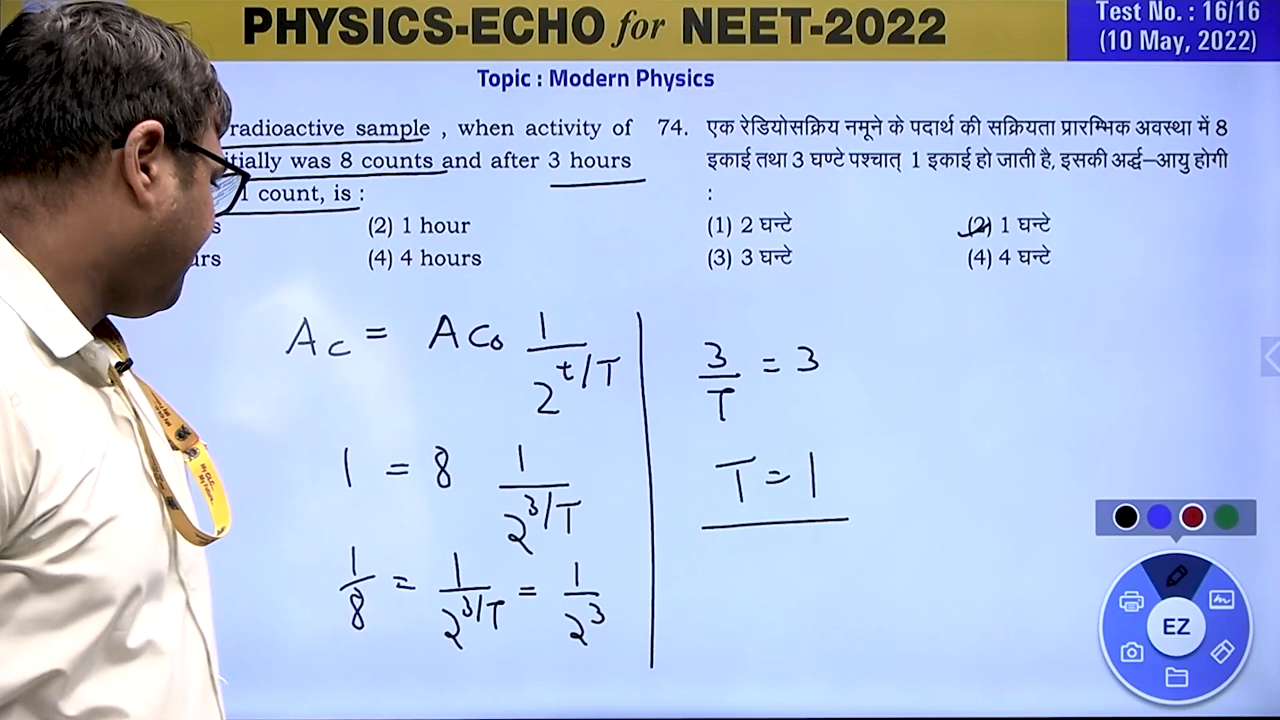 PHYSICS-ECHO for NEET-2022
Test No. : 16/16
(10 May, 2022)
Topic : Modern Physics
radioactive sample , when activity of
itially was 8 counts and after 3 hours
1 count, is :
(2) 1 hour
(4) 4 hours
74. एक रेडियोसक्रिय नमूने के पदार्थ की सक्रियता प्रारम्भिक अवस्था में 8
इकाई तथा 3 घण्टे पश्चात् 1 इकाई हो जाती है, इसकी अर्द्ध–आयु होगी
:
(1) 2 घन्टे (2) 1 घन्टे
(3) 3 घन्टे (4) 4 घन्टे
Ac = Ac₀ 1/2^(t/T)
1 = 8 1/2^(3/T)
1/8 = 1/2^(3/T) = 1/2^3
3/T = 3
T = 1
EZ